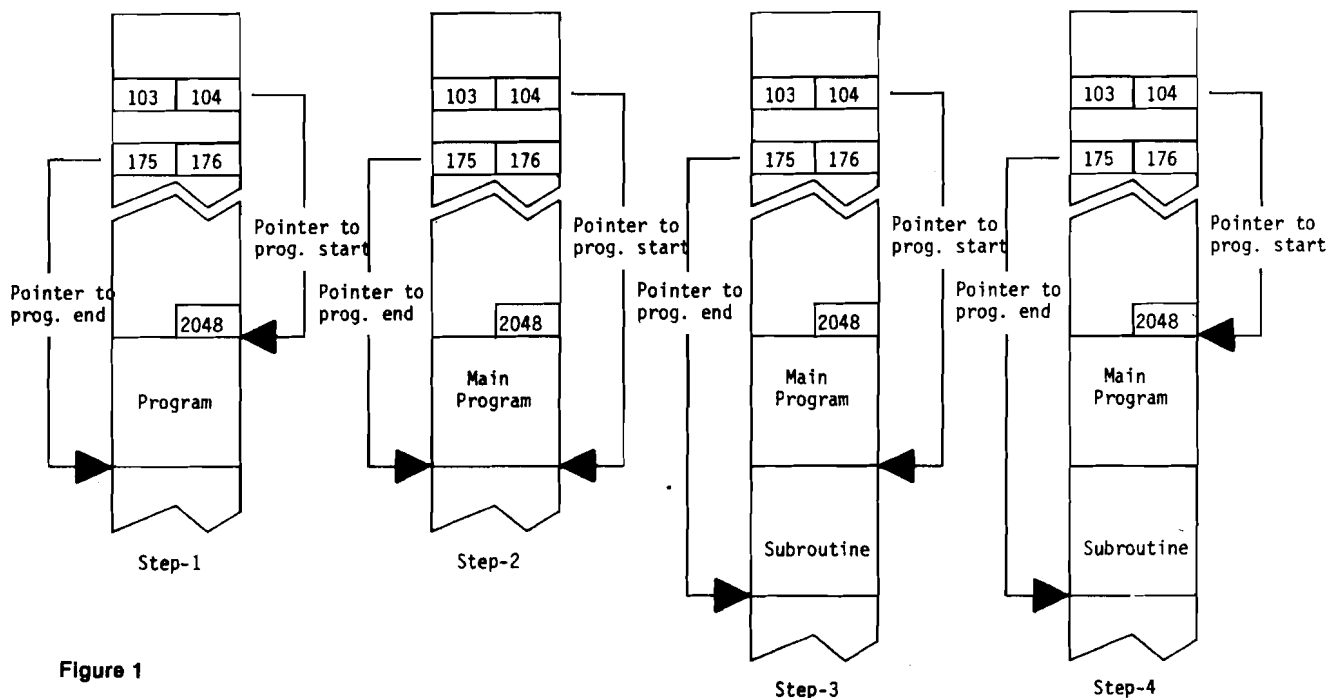 103 104
175 176
Pointer to
prog. start
Pointer to
prog. end
2048
Program
Step-1
103 104
175 176
Pointer to
prog. start
Pointer to
prog. end
2048
Main
Program
Step-2
103 104
175 176
Pointer to
prog. start
Pointer to
prog. end
2048
Main
Program
Subroutine
Step-3
103 104
175 176
Pointer to
prog. start
Pointer to
prog. end
2048
Main
Program
Subroutine
Step-4
Figure 1